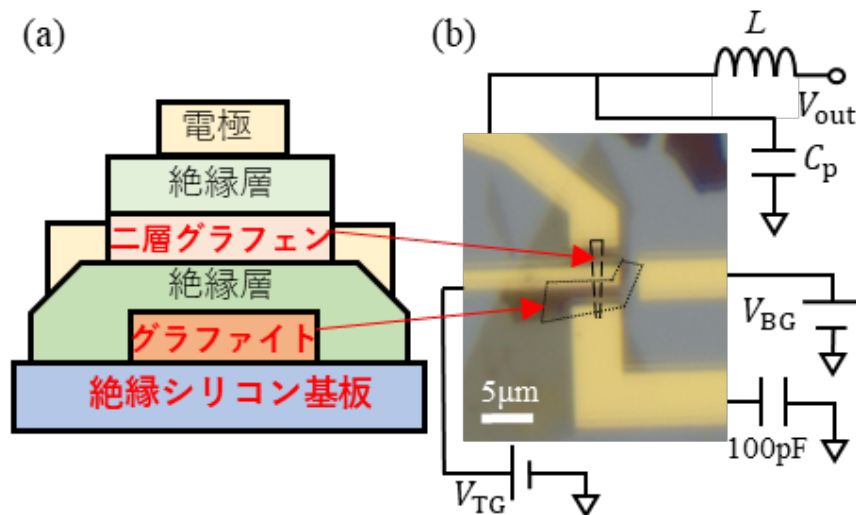 (a)
電極
絶縁層
二層グラフェン
絶縁層
グラファイト
絶縁シリコン基板
(b)
L
Vout
Cp
VBG
5μm
100pF
VTG